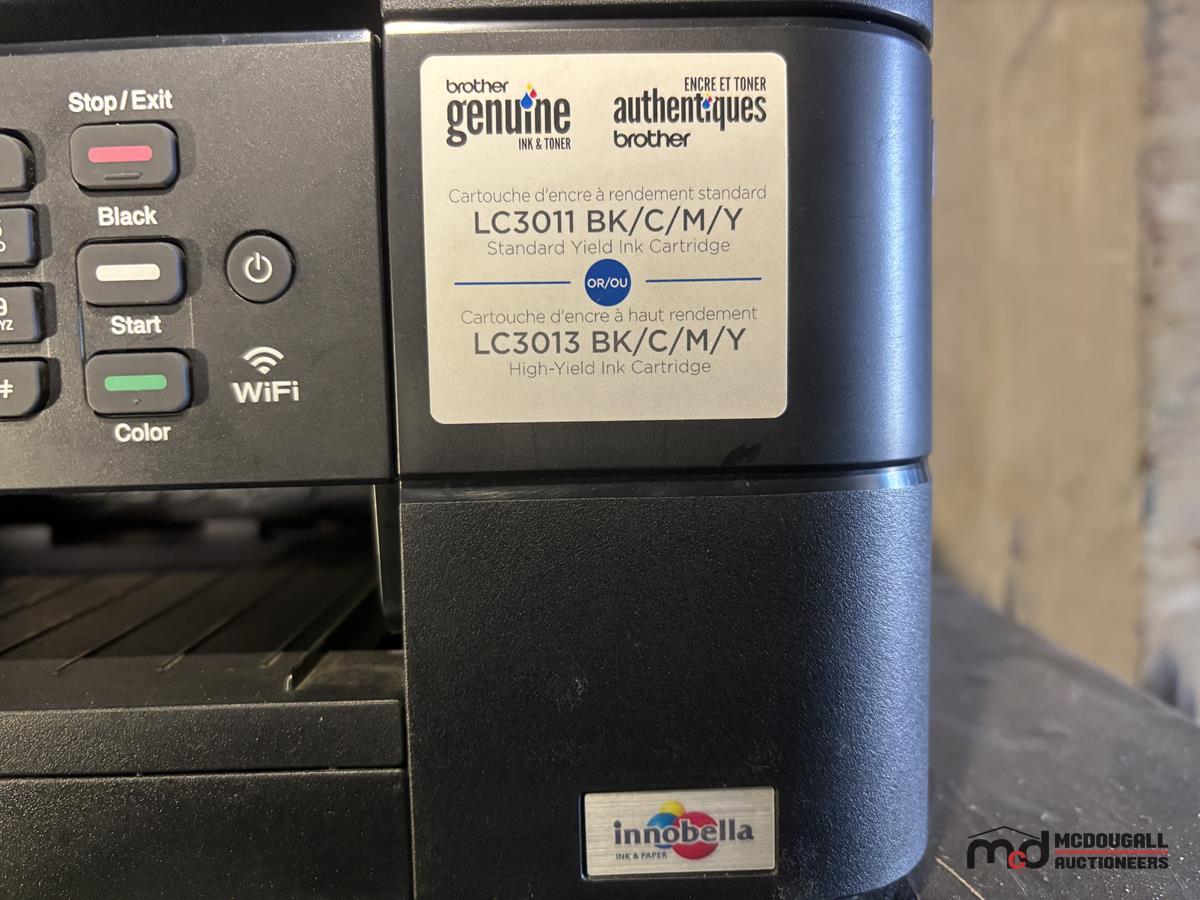 Stop/Exit
Black
Start
Color
WiFi
#
brother
genuine
INK & TONER
ENCRE ET TONER
authentiques
brother
Cartouche d'encre à rendement standard
LC3011 BK/C/M/Y
Standard Yield Ink Cartridge
OR/OU
Cartouche d'encre à haut rendement
LC3013 BK/C/M/Y
High-Yield Ink Cartridge
innobella
INK & PAPER
mcd MCDOUGALL
AUCTIONEERS